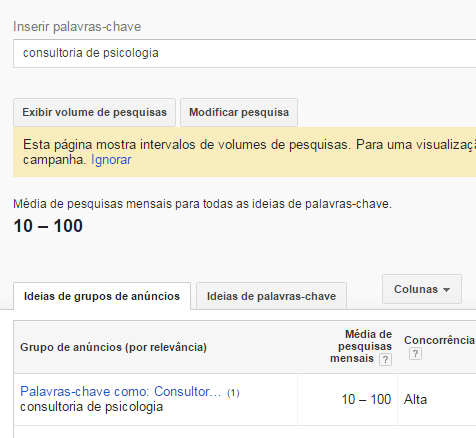 Inserir palavras-chave
consultoria de psicologia
Exibir volume de pesquisas Modificar pesquisa
Esta página mostra intervalos de volumes de pesquisas. Para uma visualizaçã
campanha. Ignorar
Média de pesquisas mensais para todas as ideias de palavras-chave.
10 – 100
Colunas
Ideias de grupos de anúncios Ideias de palavras-chave
Grupo de anúncios (por relevância) Média de pesquisas mensais ? Concorrência ?
Palavras-chave como: Consultor… (1) 10 – 100 Alta
consultoria de psicologia